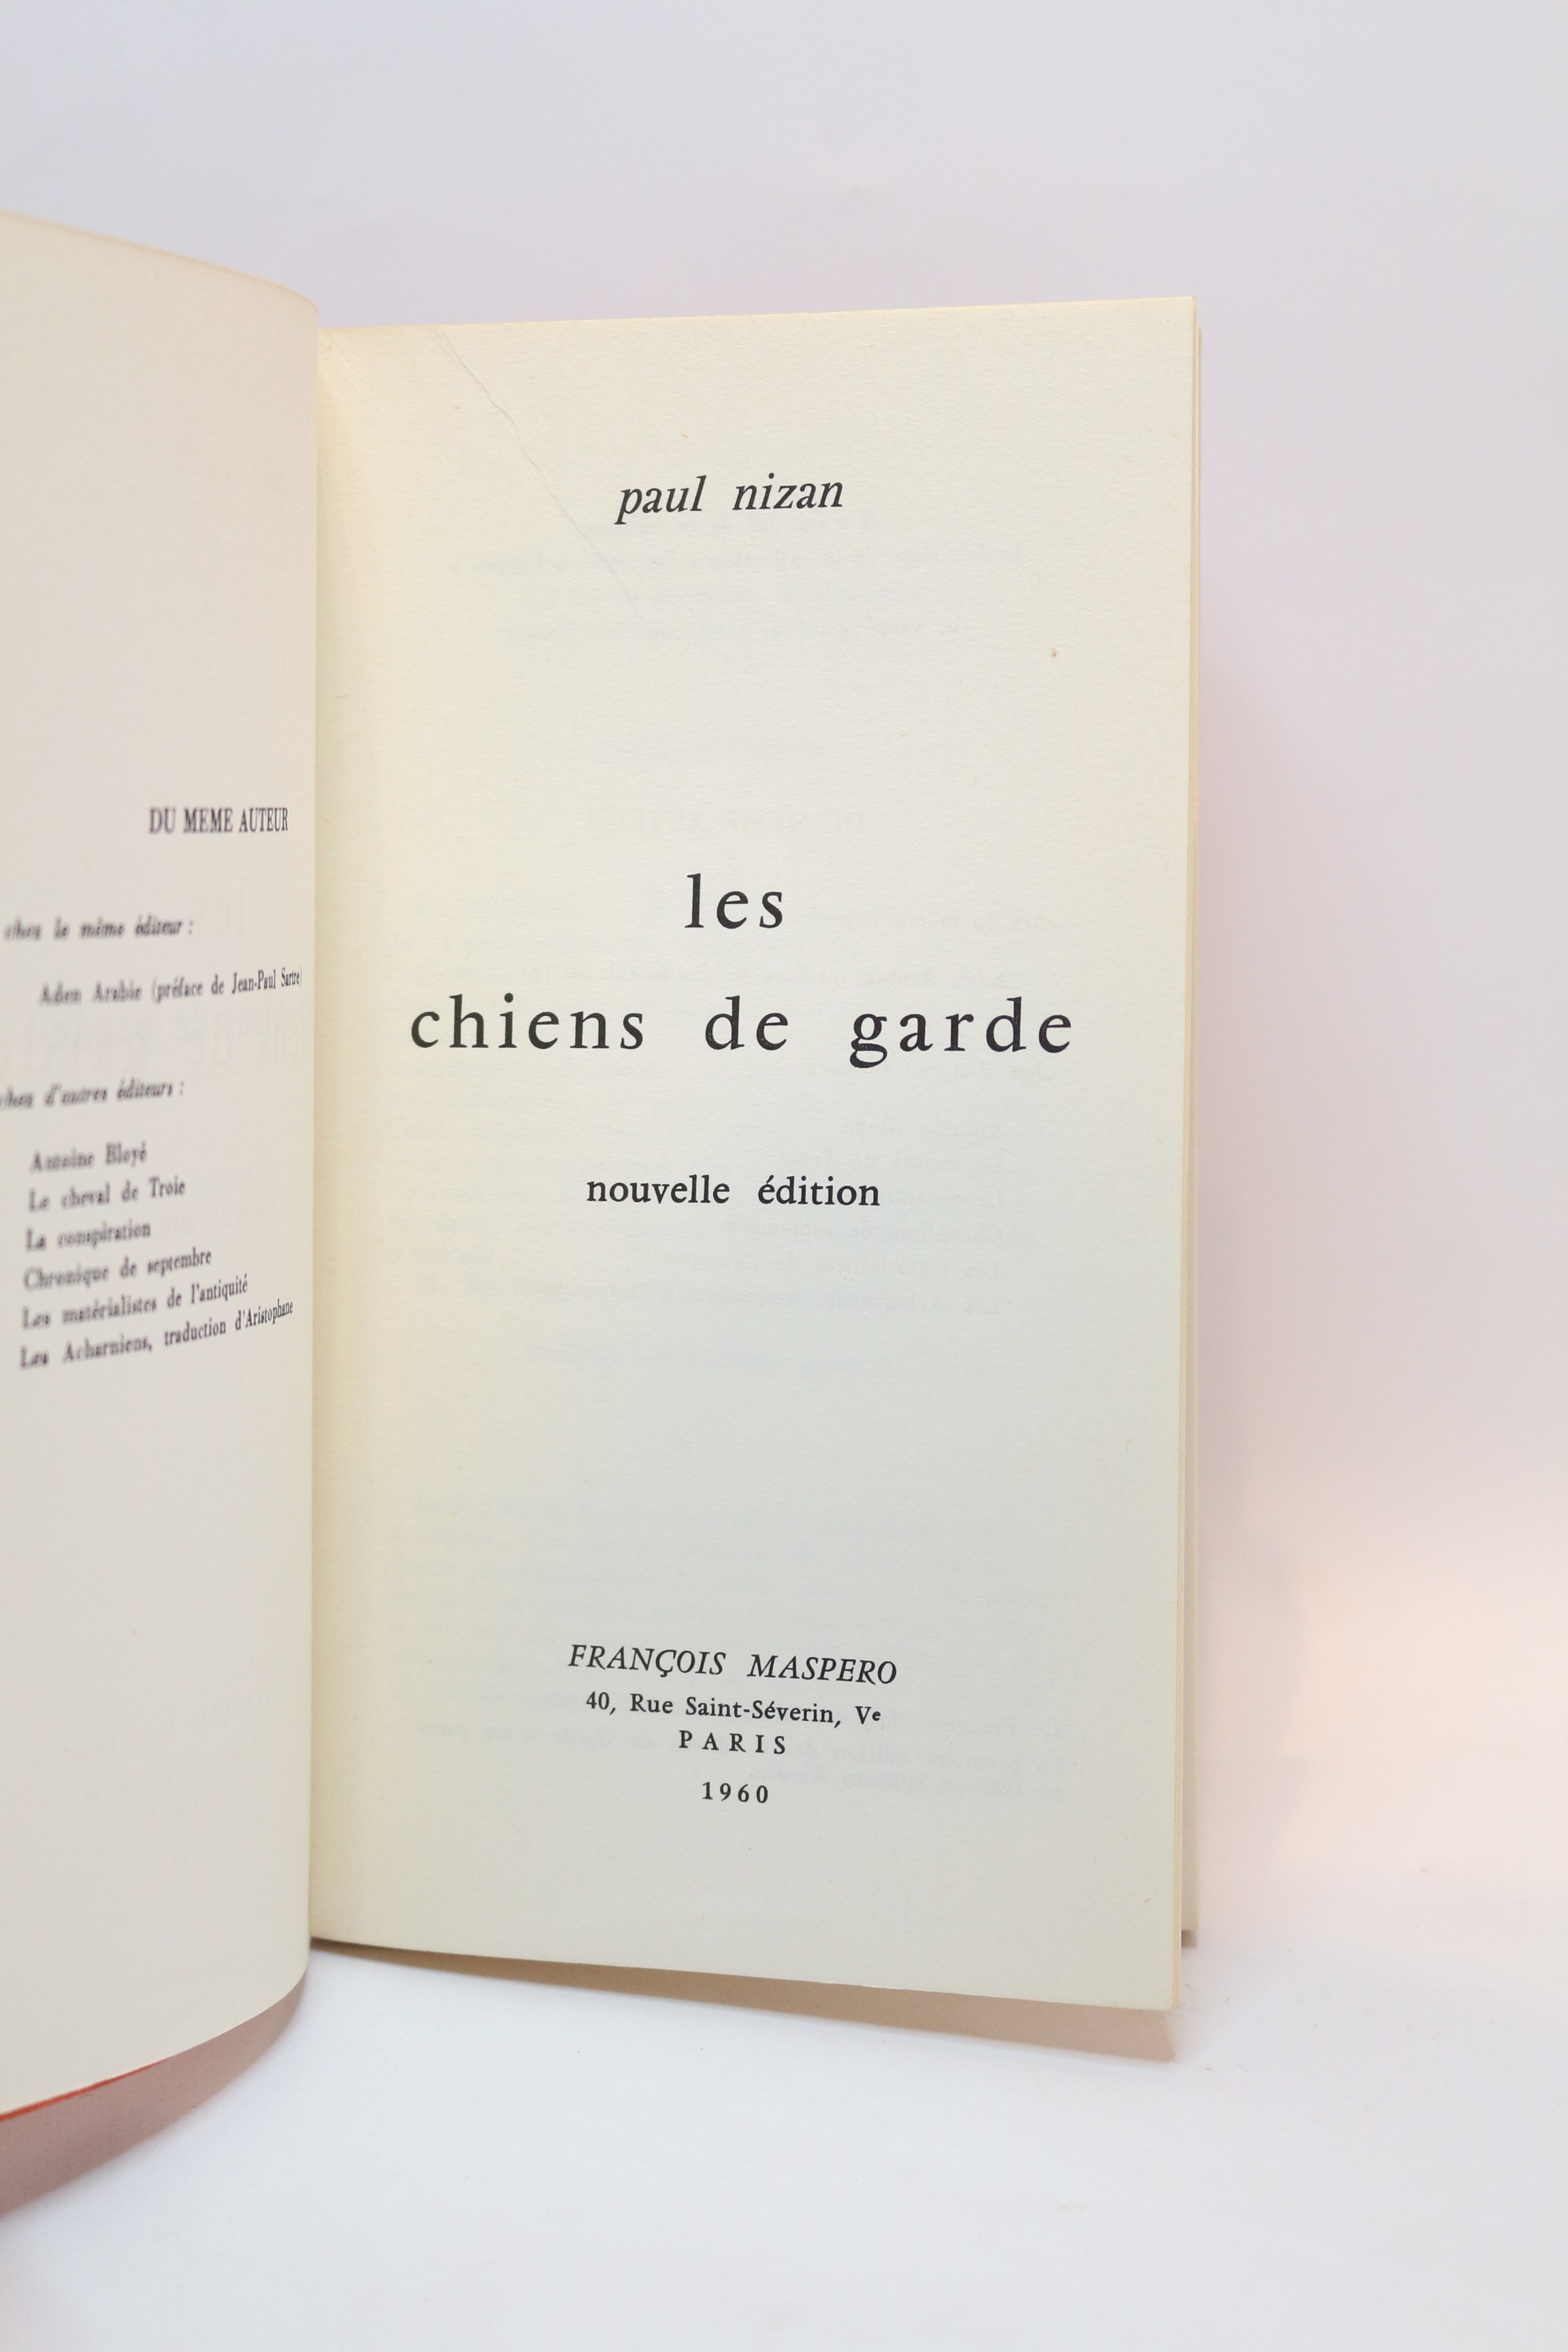 DU MEME AUTEUR
chez le même éditeur :
Aden Arabie (préface de Jean-Paul Sartre)
chez d'autres éditeurs :
Antoine Bloyé
Le cheval de Troie
La conspiration
Chronique de septembre
Les matérialistes de l'antiquité
Les Acharniens, traduction d'Aristophane
paul nizan
les
chiens de garde
nouvelle édition
FRANÇOIS MASPERO
40, Rue Saint-Séverin, Vᵉ
PARIS
1960